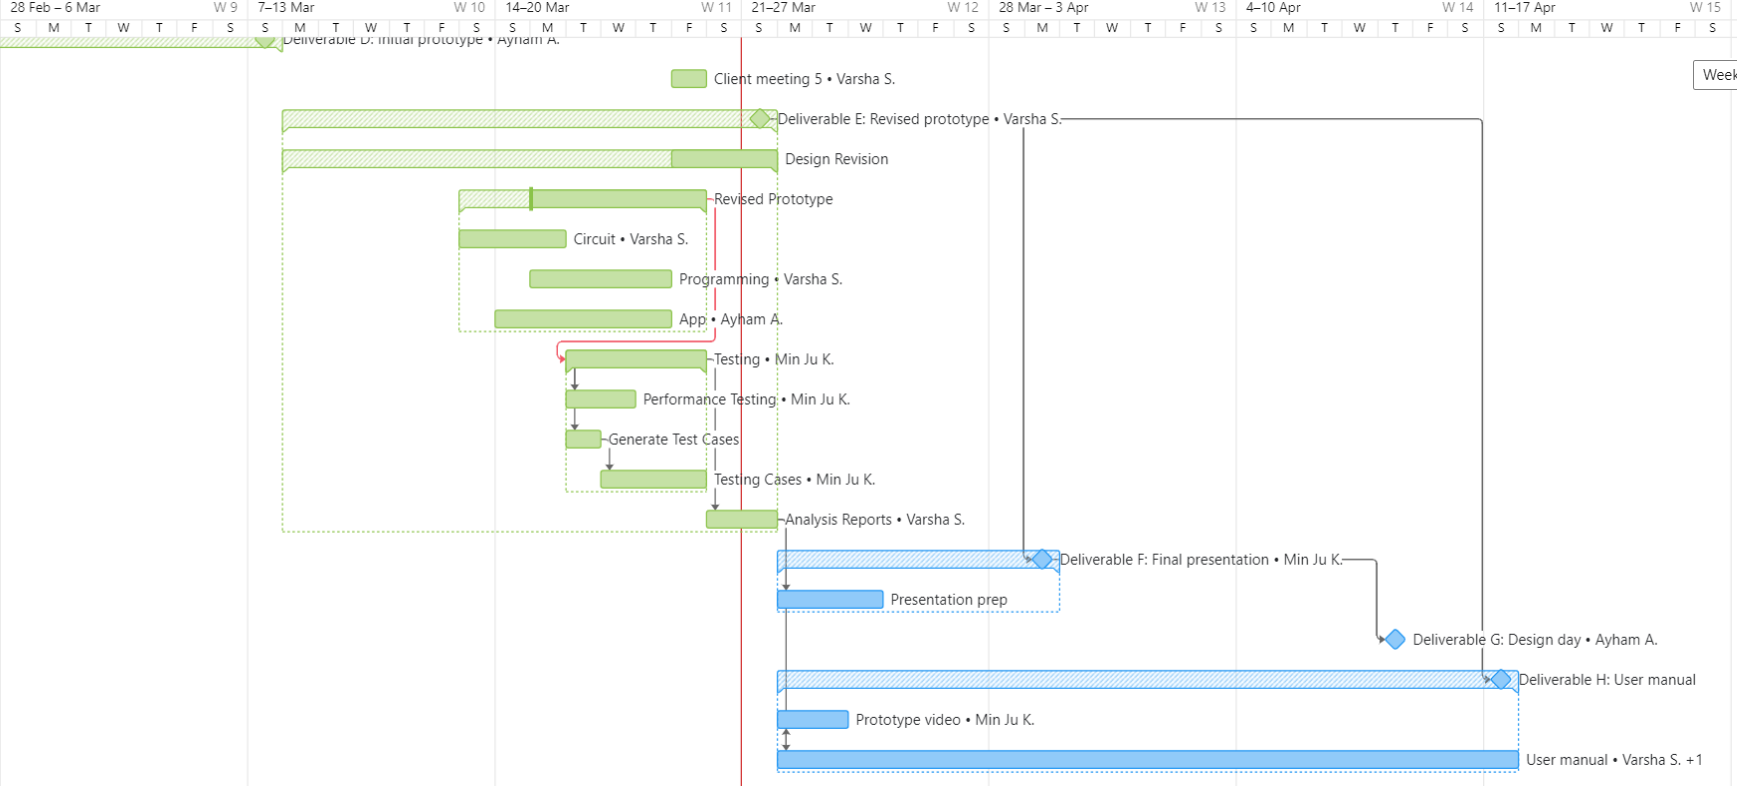 28 Feb – 6 Mar W 9 7–13 Mar W 10 14–20 Mar W 11 21–27 Mar W 12 28 Mar – 3 Apr W 13 4–10 Apr W 14 11–17 Apr W 15
S M T W T F S S M T W T F S S M T W T F S S M T W T F S S M T W T F S S M T W T F S S M T W T F S
Deliverable D: Initial prototype • Ayham A.
Week
Client meeting 5 • Varsha S.
Deliverable E: Revised prototype • Varsha S.
Design Revision
Revised Prototype
Circuit • Varsha S.
Programming • Varsha S.
App • Ayham A.
Testing • Min Ju K.
Performance Testing • Min Ju K.
Generate Test Cases
Testing Cases • Min Ju K.
Analysis Reports • Varsha S.
Deliverable F: Final presentation • Min Ju K.
Presentation prep
Deliverable G: Design day • Ayham A.
Deliverable H: User manual
Prototype video • Min Ju K.
User manual • Varsha S. +1